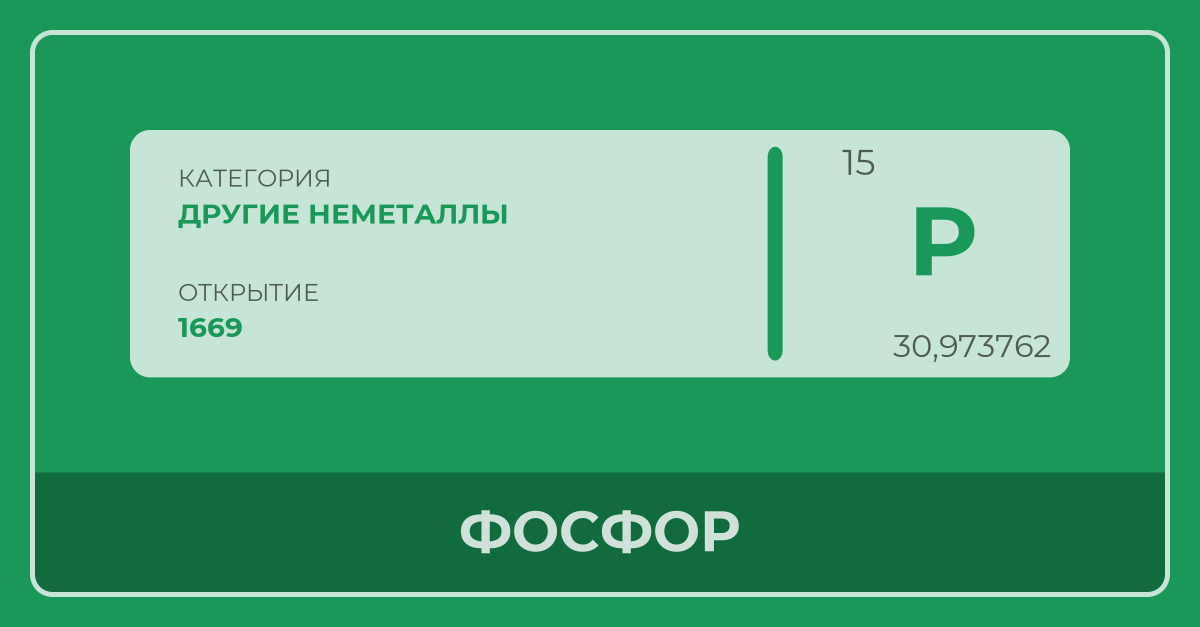 КАТЕГОРИЯ
ДРУГИЕ НЕМЕТАЛЛЫ
ОТКРЫТИЕ
1669
15
P
30,973762
ФОСФОР